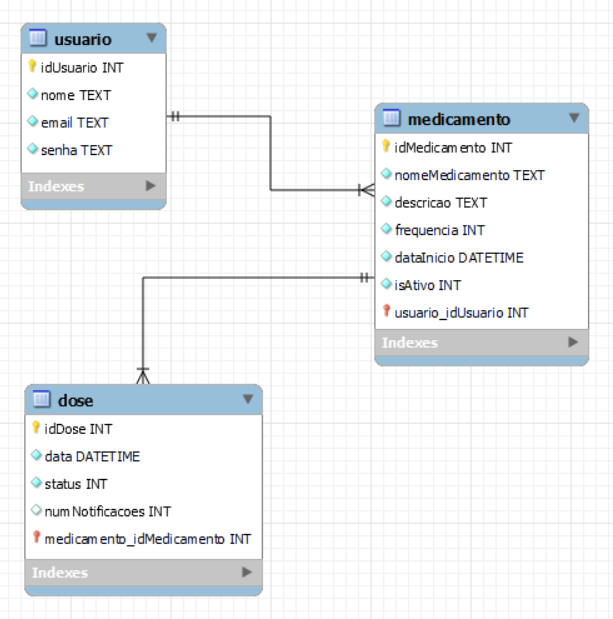 usuario
idUsuario INT
nome TEXT
email TEXT
senha TEXT
Indexes
medicamento
idMedicamento INT
nomeMedicamento TEXT
descricao TEXT
frequencia INT
dataInicio DATETIME
isAtivo INT
usuario_idUsuario INT
Indexes
dose
idDose INT
data DATETIME
status INT
numNotificacoes INT
medicamento_idMedicamento INT
Indexes